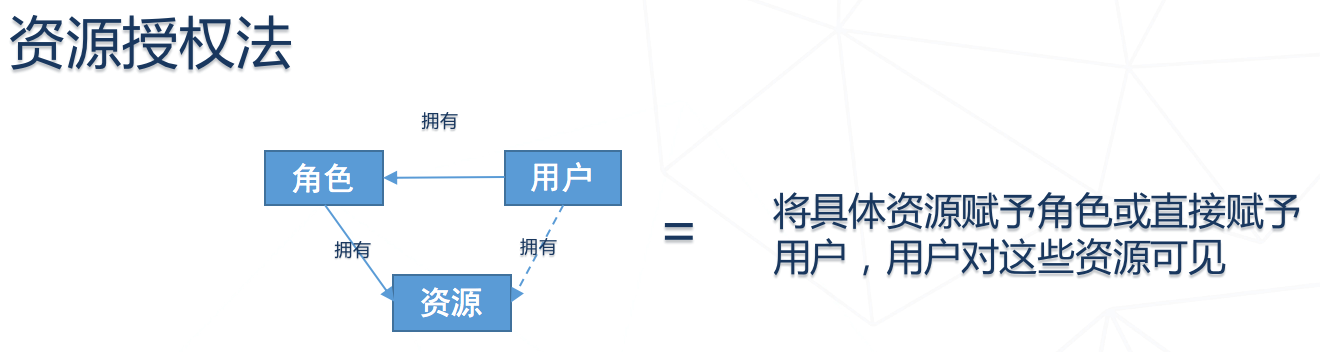 资源授权法
拥有
角色
用户
拥有
拥有
资源
=
将具体资源赋予角色或直接赋予
用户，用户对这些资源可见